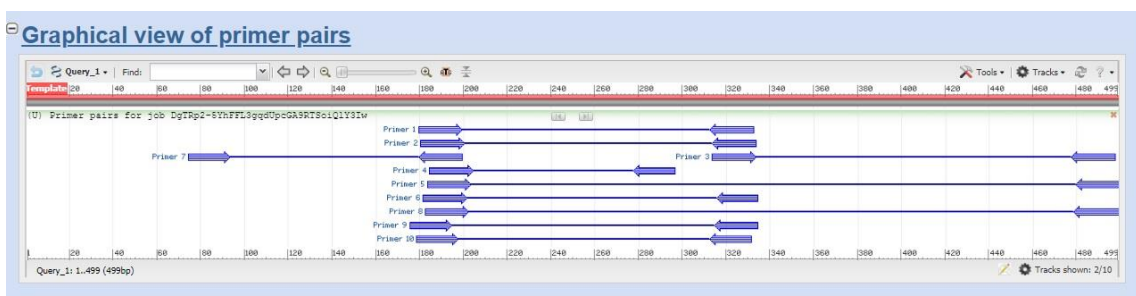 Graphical view of primer pairs
Query_1 Find: Tools Tracks ?
Template 20 40 60 80 100 120 140 160 180 200 220 240 260 280 300 320 340 360 380 400 420 440 460 480 499
(U) Primer pairs for job
Primer 1
Primer 2
Primer 7 Primer 3
Primer 4
Primer 5
Primer 6
Primer 8
Primer 9
Primer 10
1 20 40 60 80 100 120 140 160 180 200 220 240 260 280 300 320 340 360 380 400 420 440 460 480 499
Query_1: 1..499 (499bp) Tracks shown: 2/10